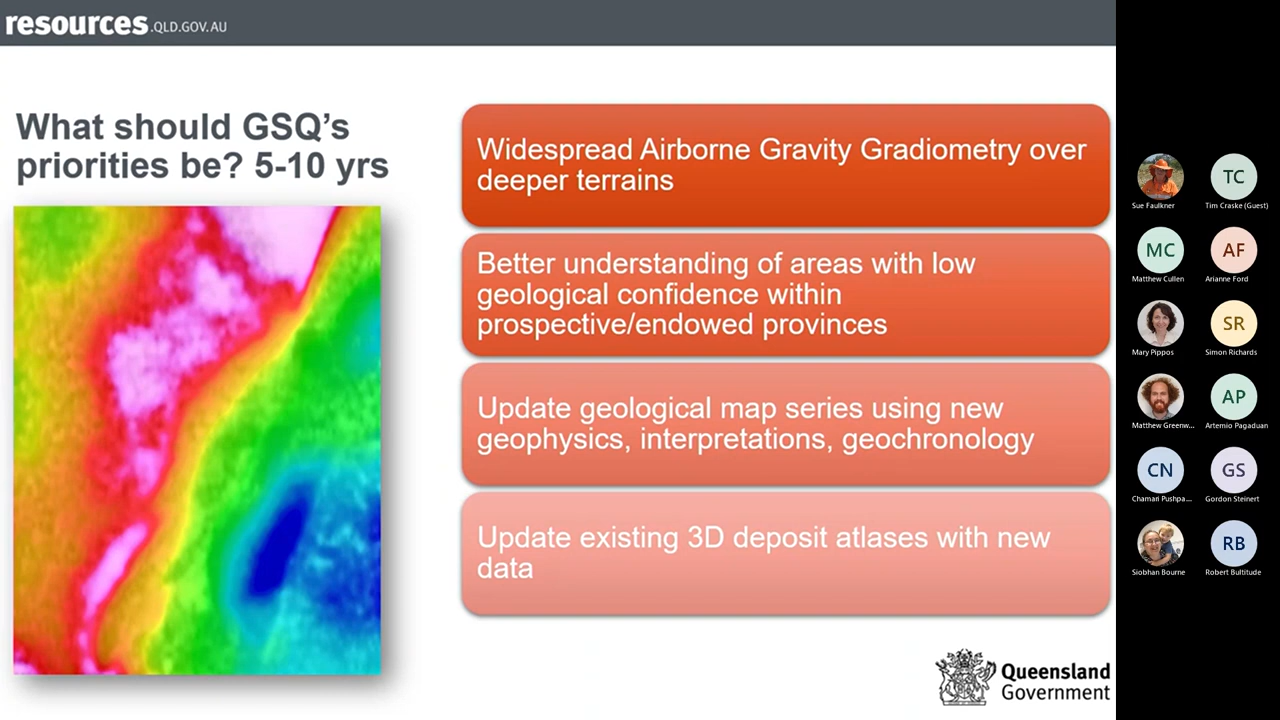 resources.QLD.GOV.AU
What should GSQ's
priorities be? 5-10 yrs
Widespread Airborne Gravity Gradiometry over
deeper terrains
Better understanding of areas with low
geological confidence within
prospective/endowed provinces
Update geological map series using new
geophysics, interpretations, geochronology
Update existing 3D deposit atlases with new
data
Queensland
Government
Sue Faulkner
TC
Tim Craske (Guest)
MC
Matthew Cullen
AF
Arianne Ford
Mary Pippos
SR
Simon Richards
Matthew Greenw...
AP
Artemio Pagaduan
CN
Chamari Pushpa...
GS
Gordon Steinert
Siobhan Bourne
RB
Robert Bultitude